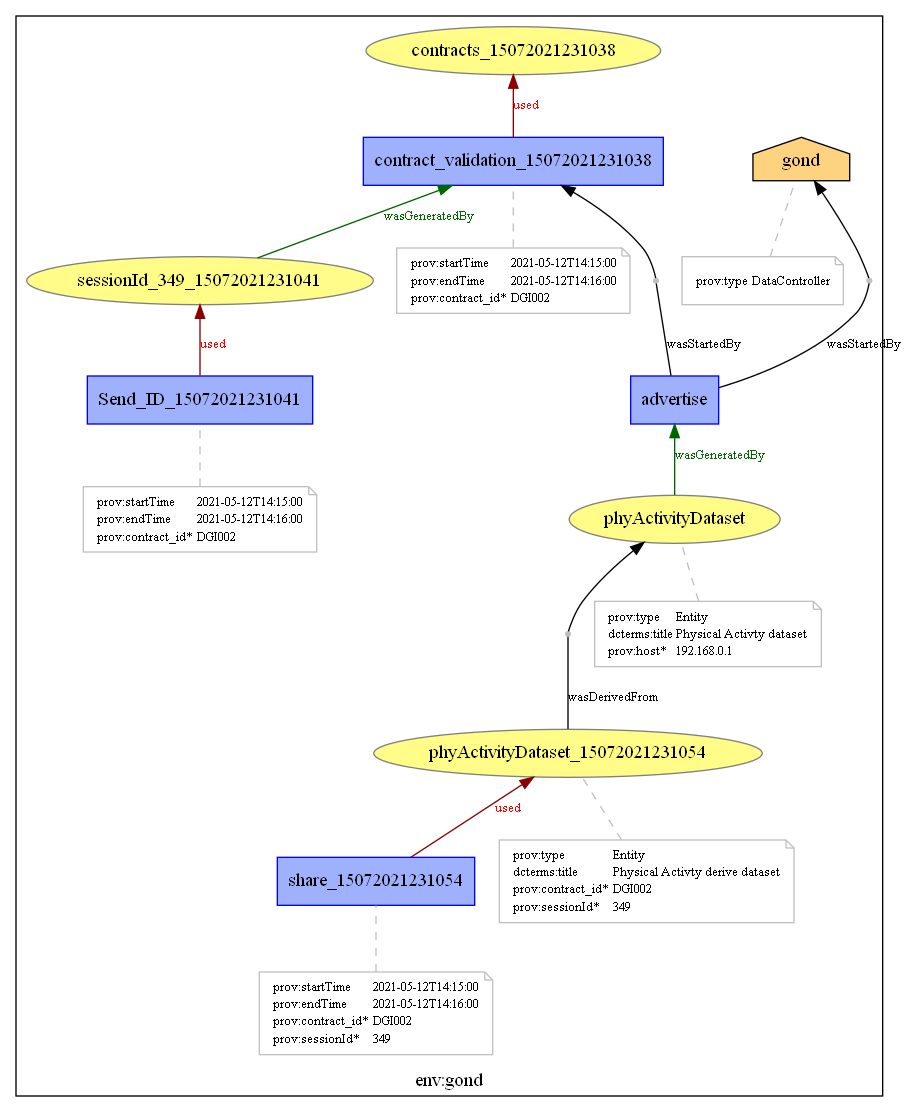 contracts_15072021231038
used
contract_validation_15072021231038
gond
wasGeneratedBy
prov:startTime 2021-05-12T14:15:00
prov:endTime 2021-05-12T14:16:00
prov:contract_id* DGI002
prov:type DataController
sessionId_349_15072021231041
used
wasStartedBy
wasStartedBy
Send_ID_15072021231041
advertise
wasGeneratedBy
prov:startTime 2021-05-12T14:15:00
prov:endTime 2021-05-12T14:16:00
prov:contract_id* DGI002
phyActivityDataset
prov:type Entity
dcterms:title Physical Activty dataset
prov:host* 192.168.0.1
wasDerivedFrom
phyActivityDataset_15072021231054
used
prov:type Entity
dcterms:title Physical Activty derive dataset
prov:contract_id* DGI002
prov:sessionId* 349
share_15072021231054
prov:startTime 2021-05-12T14:15:00
prov:endTime 2021-05-12T14:16:00
prov:contract_id* DGI002
prov:sessionId* 349
env:gond